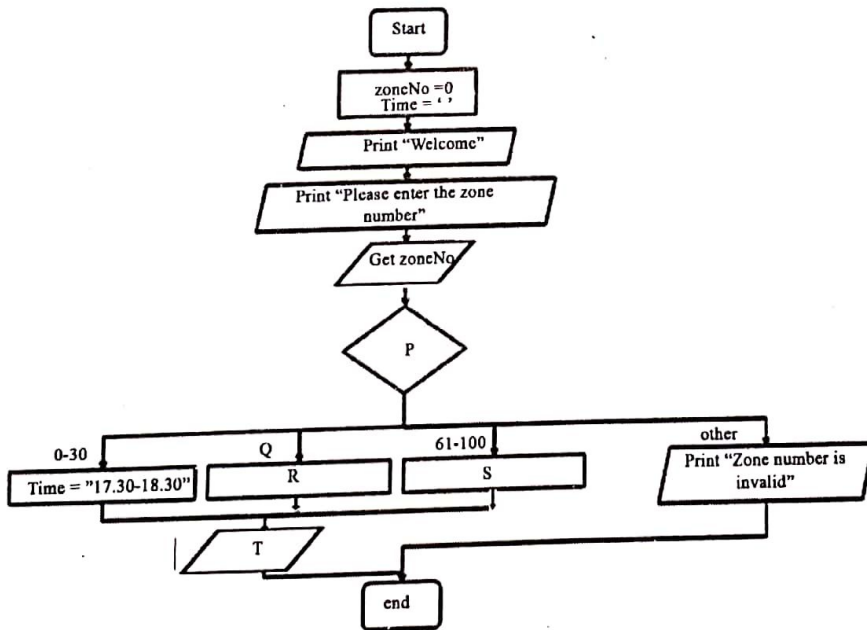 Start
zoneNo =0
Time = ‘ ’
Print “Welcome”
Print “Please enter the zone
number”
Get zoneNo
P
0-30
Q
61-100
other
Time = ”17.30-18.30”
R
S
Print “Zone number is
invalid”
T
end